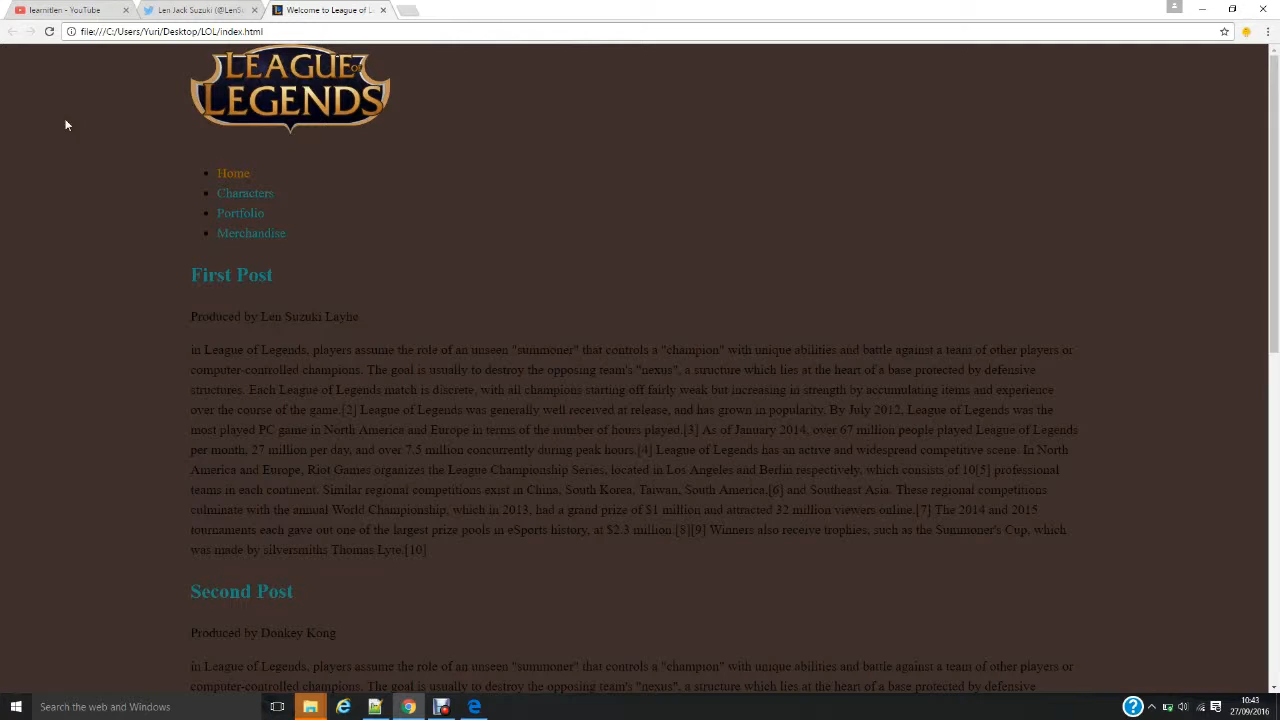 learnitlen - YouTube
Len Jack Suzuki (@LenSu
Welcome to League of L
file:///C:/Users/Yuri/Desktop/LOL/index.html
LEAGUE OF
LEGENDS
Home
Characters
Portfolio
Merchandise
First Post
Produced by Len Suzuki Layhe
in League of Legends, players assume the role of an unseen "summoner" that controls a "champion" with unique abilities and battle against a team of other players or
computer-controlled champions. The goal is usually to destroy the opposing team's "nexus", a structure which lies at the heart of a base protected by defensive
structures. Each League of Legends match is discrete, with all champions starting off fairly weak but increasing in strength by accumulating items and experience
over the course of the game.[2] League of Legends was generally well received at release, and has grown in popularity. By July 2012, League of Legends was the
most played PC game in North America and Europe in terms of the number of hours played.[3] As of January 2014, over 67 million people played League of Legends
per month, 27 million per day, and over 7.5 million concurrently during peak hours.[4] League of Legends has an active and widespread competitive scene. In North
America and Europe, Riot Games organizes the League Championship Series, located in Los Angeles and Berlin respectively, which consists of 10[5] professional
teams in each continent. Similar regional competitions exist in China, South Korea, Taiwan, South America,[6] and Southeast Asia. These regional competitions
culminate with the annual World Championship, which in 2013, had a grand prize of $1 million and attracted 32 million viewers online.[7] The 2014 and 2015
tournaments each gave out one of the largest prize pools in eSports history, at $2.3 million.[8][9] Winners also receive trophies, such as the Summoner's Cup, which
was made by silversmiths Thomas Lyte.[10]
Second Post
Produced by Donkey Kong
in League of Legends, players assume the role of an unseen "summoner" that controls a "champion" with unique abilities and battle against a team of other players or
computer-controlled champions. The goal is usually to destroy the opposing team's "nexus", a structure which lies at the heart of a base protected by defensive
Search the web and Windows
10:43
27/09/2016